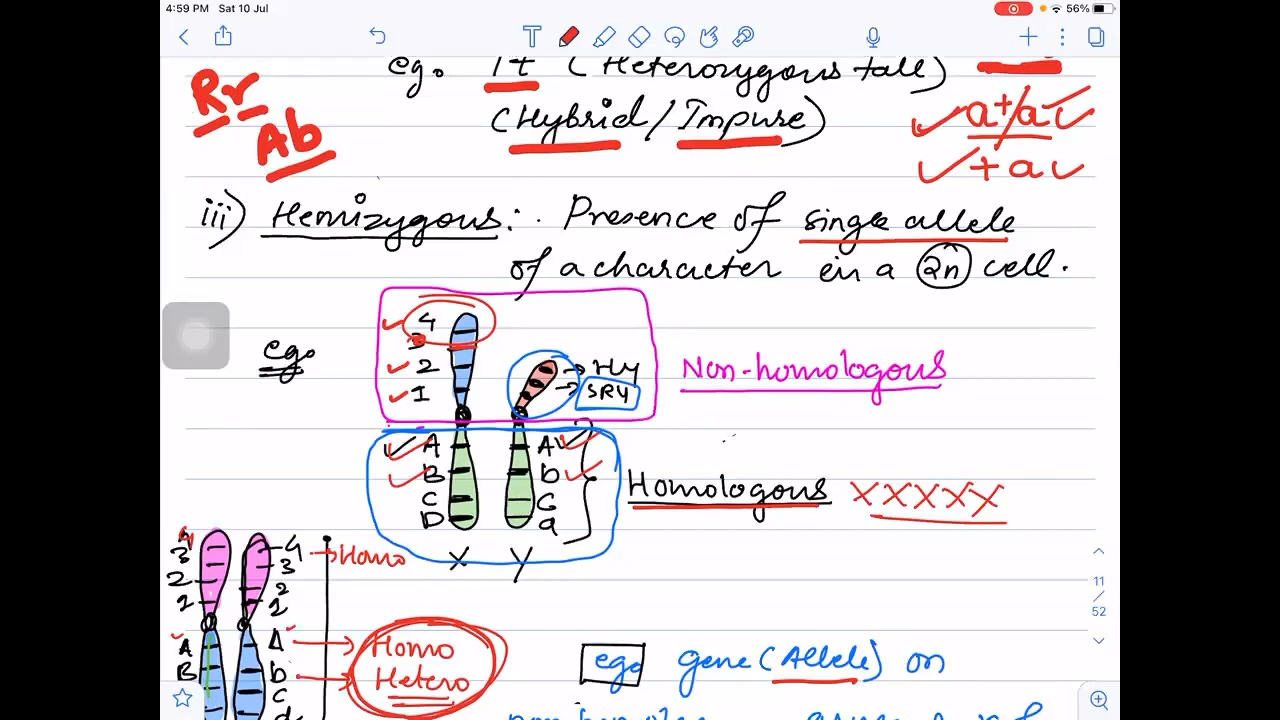 4:59 PM Sat 10 Jul
56%
T
eg. Tt (Heterozygous tall)
Rr
(Hybrid/Impure)
Ab
a+/a
+a
iii) Hemizygous:. Presence of single allele
of a character in a 2n cell.
eg.
4
3
2
1
HLY
SRY
Non-homologous
A A
B b
C C
D a
X Y
Homologous XXXXX
4 4
3 3
2 2
1 1
Homo
A A
B b
C
d
Homo
Hetero
eg. gene (Allele) on
11
/
52